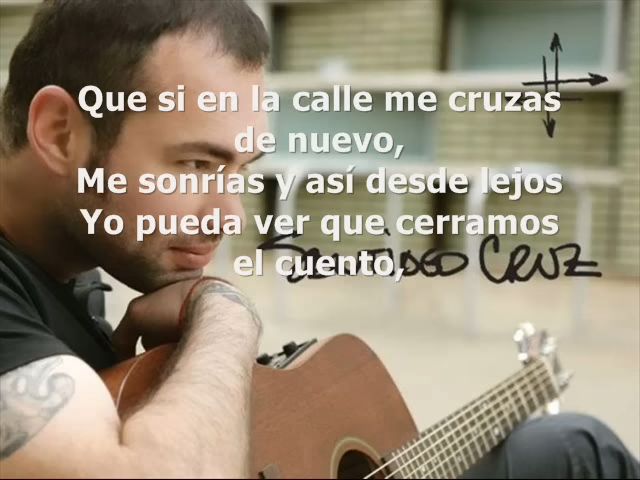 Que si en la calle me cruzas
de nuevo,
Me sonrías y así desde lejos
Yo pueda ver que cerramos
el cuento,
Santiago Cruz